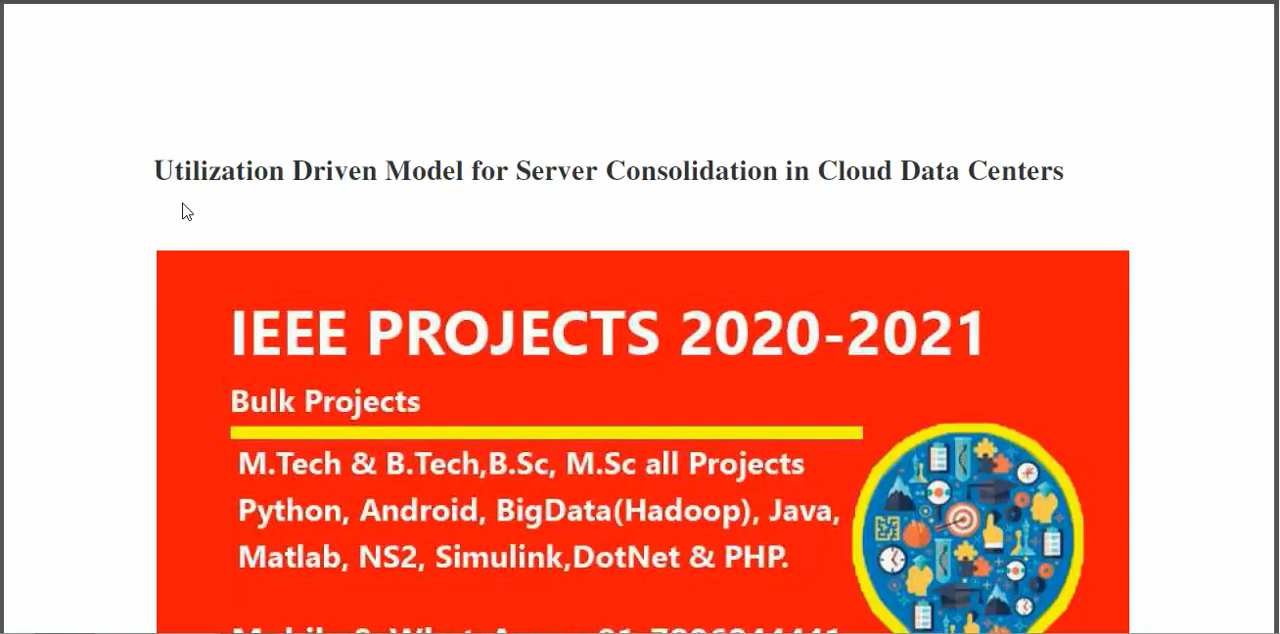 Utilization Driven Model for Server Consolidation in Cloud Data Centers
IEEE PROJECTS 2020-2021
Bulk Projects
M.Tech & B.Tech,B.Sc, M.Sc all Projects
Python, Android, BigData(Hadoop), Java,
Matlab, NS2, Simulink,DotNet & PHP.